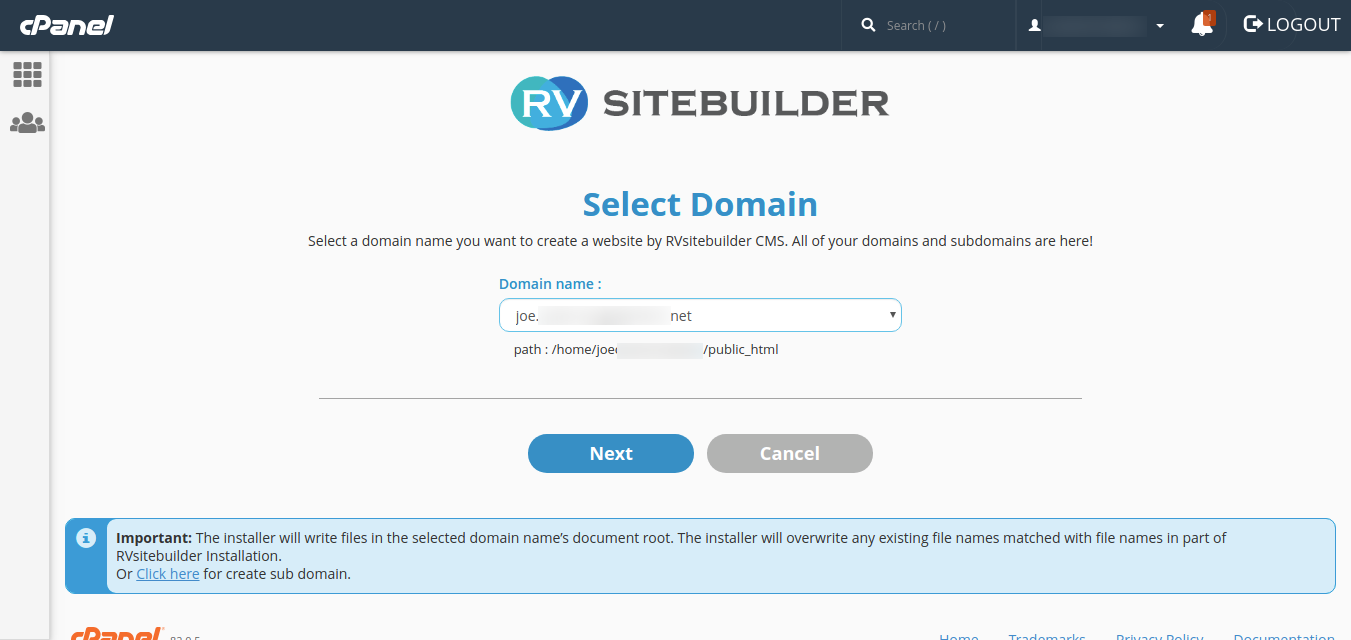 cPanel
Search ( / )
1
LOGOUT
RV SITEBUILDER
Select Domain
Select a domain name you want to create a website by RVsitebuilder CMS. All of your domains and subdomains are here!
Domain name :
joe. net
path : /home/joe /public_html
Next Cancel
Important: The installer will write files in the selected domain name's document root. The installer will overwrite any existing file names matched with file names in part of
RVsitebuilder Installation.
Or Click here for create sub domain.
cPanel
Home Trademarks Privacy Policy Documentation